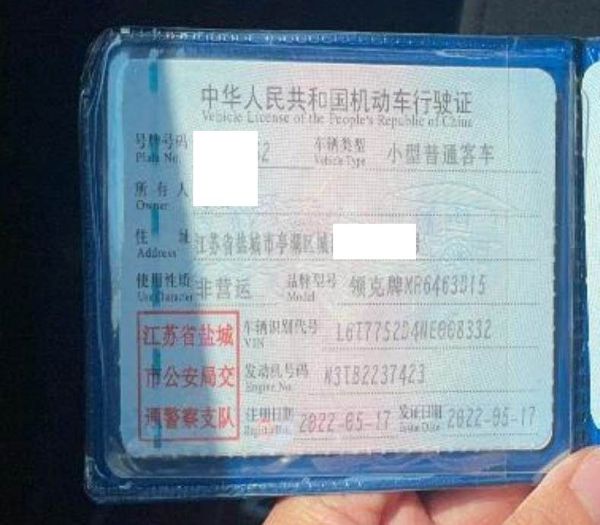 中华人民共和国机动车行驶证
Vehicle License of the People's Republic of China
号牌号码 52 车辆类型 小型普通客车
Plate No. Vehicle Type
所有人
Owner
住 址 江苏省盐城市亭湖区城
Address
使用性质 非营运 品牌型号 领克牌MR6463D15
Use Character Model
车辆识别代号 L6T7752D4NE068332
VIN
发动机号码 N3TB2237423
Engine No.
注册日期 2022-05-17 发证日期 2022-05-17
Register Date Issue Date
江苏省盐城
市公安局交
通警察支队